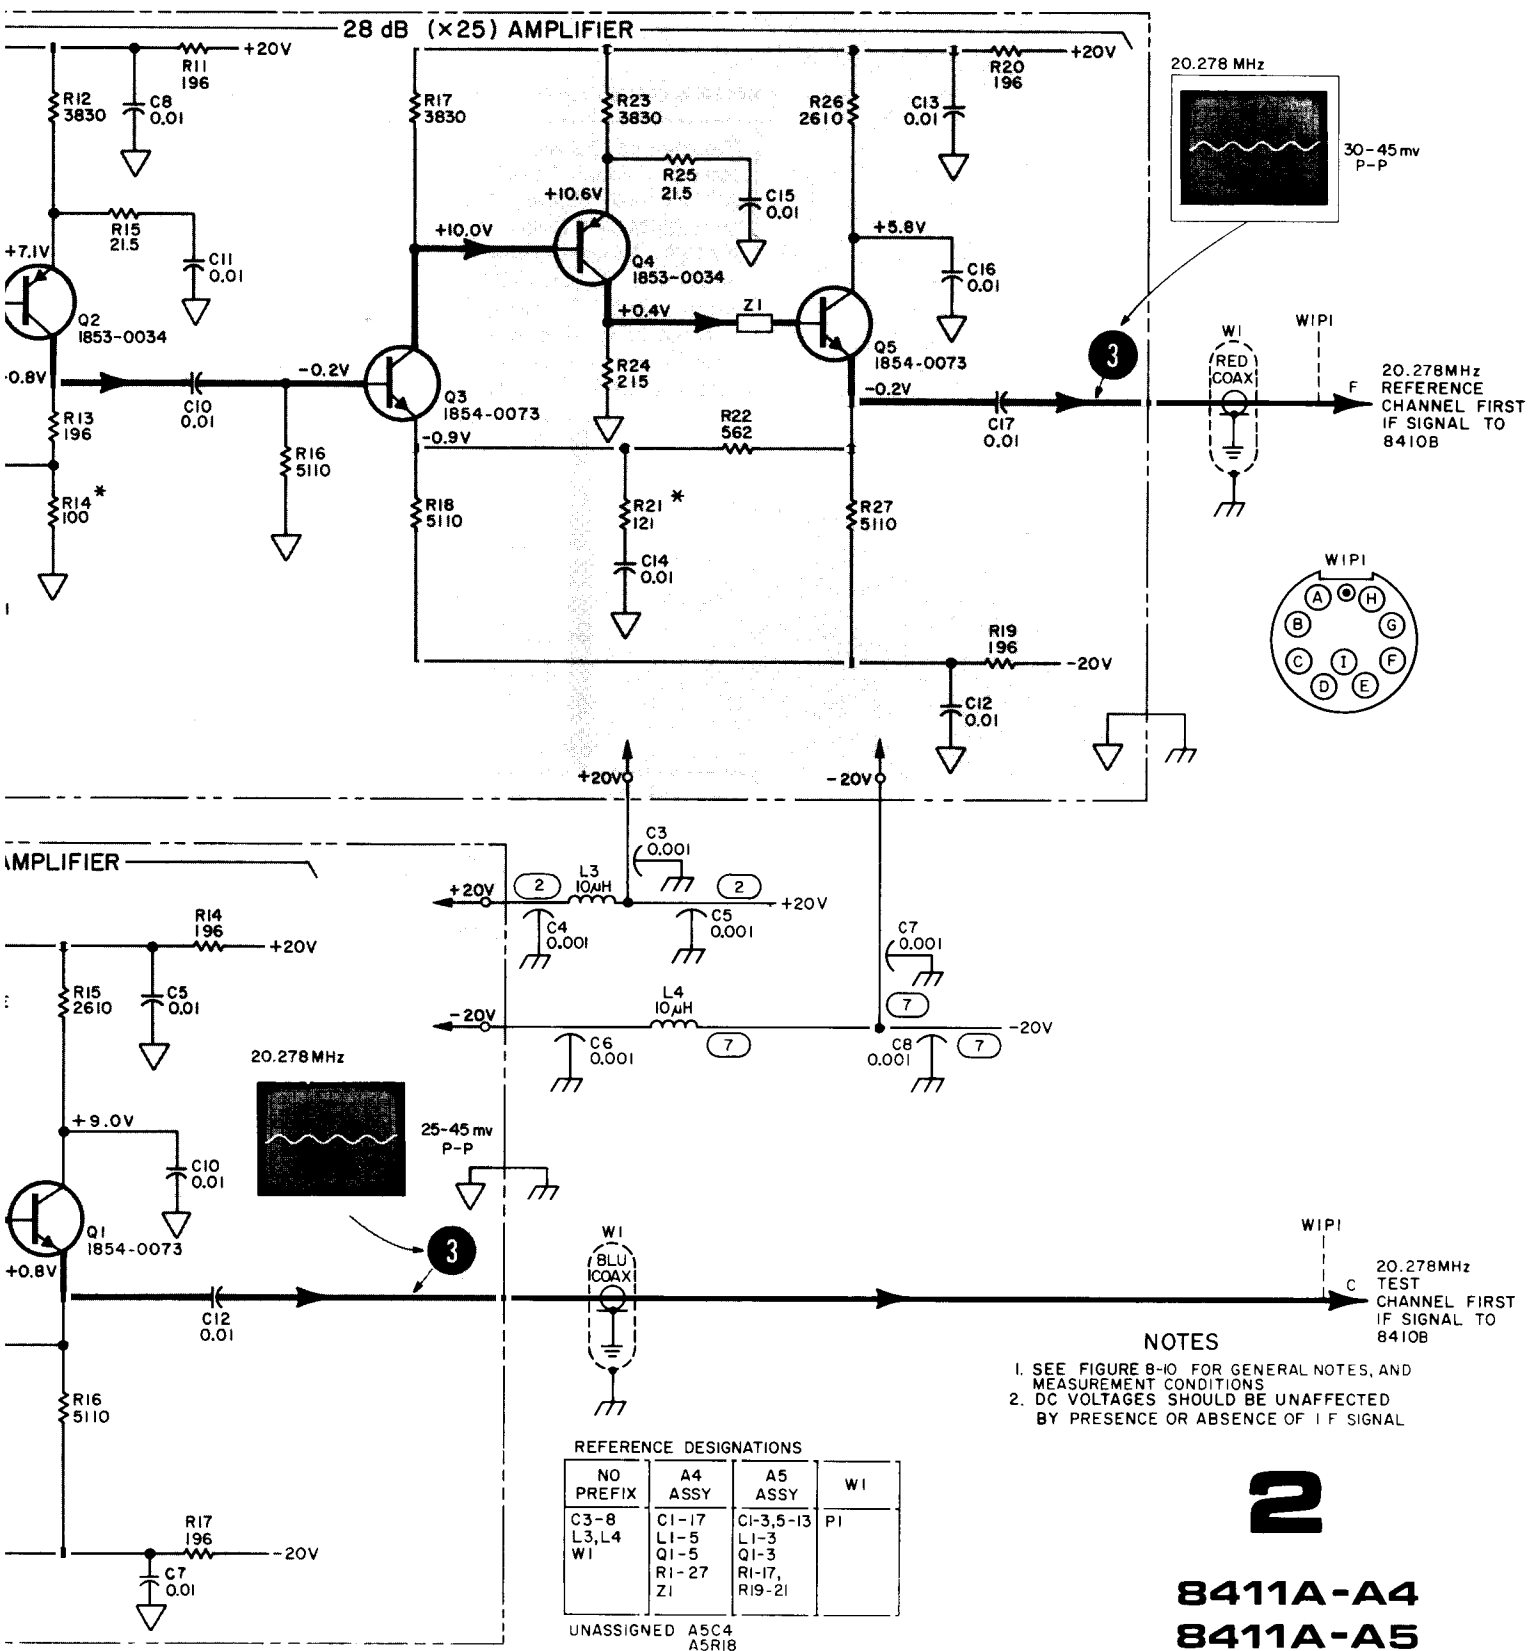 28 dB (×25) AMPLIFIER
R11
196
+20V
R12
3830
C8
0.01
R17
3830
R23
3830
R26
2610
C13
0.01
R20
196
+20V
20.278 MHz
30-45mv
P-P
R15
21.5
R25
21.5
C15
0.01
+10.6V
+10.0V
+7.1V
C11
0.01
Q4
1853-0034
+5.8V
C16
0.01
Q2
1853-0034
+0.4V
Z1
Q5
1854-0073
3
W1
RED
COAX
W1P1
F
20.278MHz
REFERENCE
CHANNEL FIRST
IF SIGNAL TO
8410B
-0.8V
C10
0.01
-0.2V
Q3
1854-0073
R24
215
-0.2V
C17
0.01
R13
196
-0.9V
R22
562
R16
5110
R14 *
100
R18
5110
R21 *
121
R27
5110
C14
0.01
W1P1
A
H
B
G
C
I
F
D
E
R19
196
-20V
C12
0.01
+20V
-20V
AMPLIFIER
C3
0.001
L3
10μH
+20V
2
2
+20V
C4
0.001
C5
0.001
C7
0.001
R14
196
+20V
R15
2610
C5
0.01
L4
10μH
-20V
7
-20V
C6
0.001
7
C8
0.001
7
20.278MHz
25-45mv
P-P
+9.0V
C10
0.01
Q1
1854-0073
3
+0.8V
C12
0.01
W1
BLU
COAX
W1P1
C
20.278MHz
TEST
CHANNEL FIRST
IF SIGNAL TO
8410B
R16
5110
R17
196
-20V
C7
0.01
NOTES
1. SEE FIGURE 8-10 FOR GENERAL NOTES, AND
MEASUREMENT CONDITIONS
2. DC VOLTAGES SHOULD BE UNAFFECTED
BY PRESENCE OR ABSENCE OF IF SIGNAL
REFERENCE DESIGNATIONS
NO PREFIX | A4 ASSY | A5 ASSY | W1
C3-8 | C1-17 | C1-3,5-13 | P1
L3,L4 | L1-5 | L1-3
W1 | Q1-5 | Q1-3
R1-27 | R1-17,
Z1 | R19-21
UNASSIGNED A5C4
A5R18
2
8411A-A4
8411A-A5